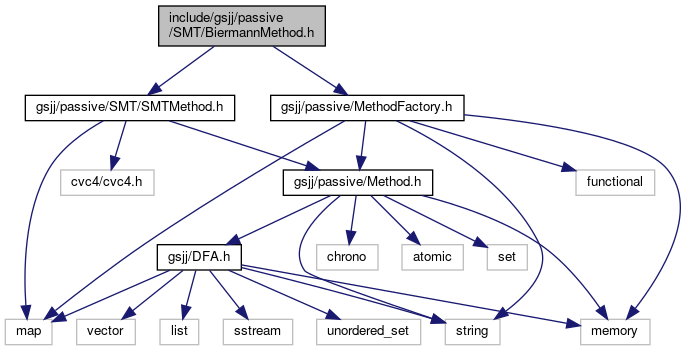 include/gsjj/passive
/SMT/BiermannMethod.h
gsjj/passive/SMT/SMTMethod.h
gsjj/passive/MethodFactory.h
cvc4/cvc4.h
gsjj/passive/Method.h
functional
gsjj/DFA.h
chrono
atomic
set
map
vector
list
sstream
unordered_set
string
memory